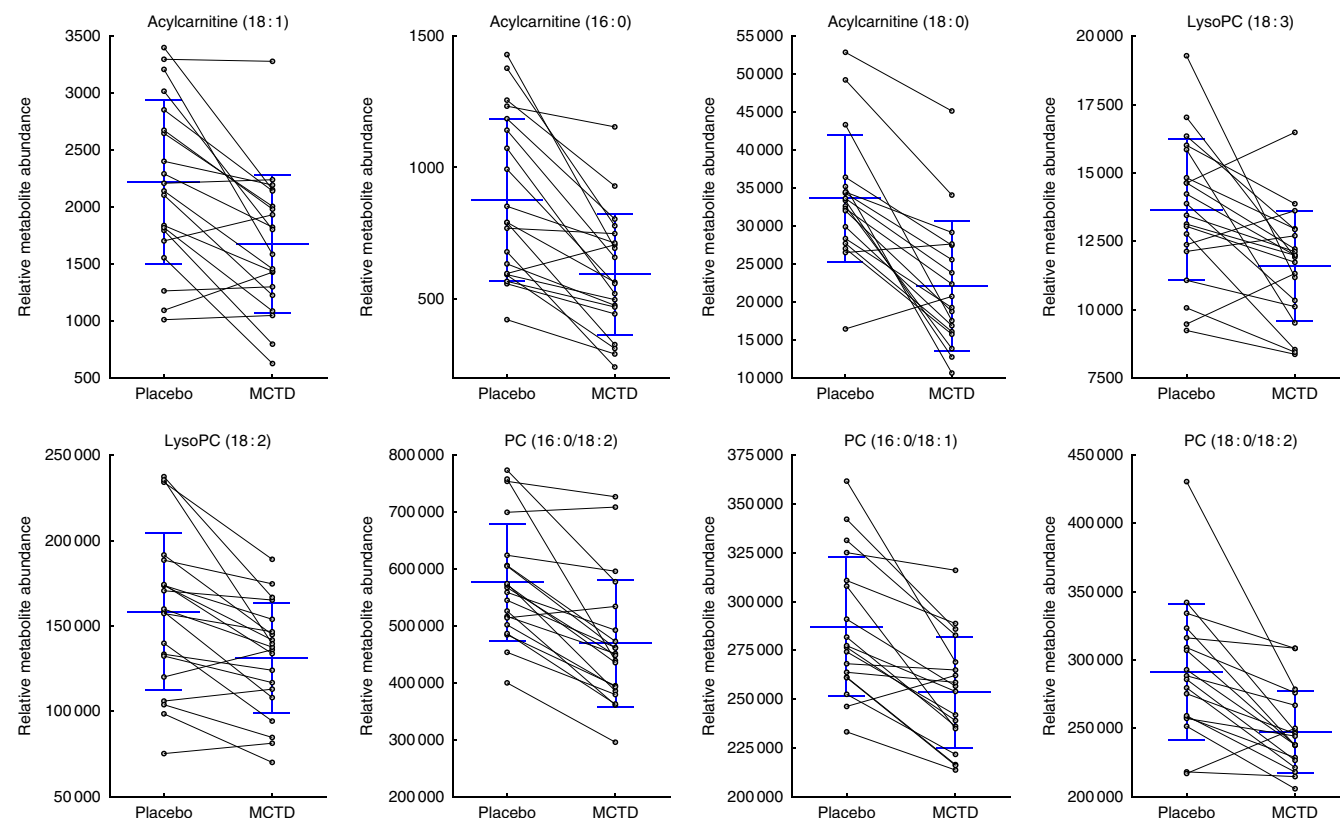 Acylcarnitine (18:1)
Relative metabolite abundance
3500
3000
2500
2000
1500
1000
500
Placebo MCTD
Acylcarnitine (16:0)
Relative metabolite abundance
1500
1000
500
Placebo MCTD
Acylcarnitine (18:0)
Relative metabolite abundance
55 000
50 000
45 000
40 000
35 000
30 000
25 000
20 000
15 000
10 000
Placebo MCTD
LysoPC (18:3)
Relative metabolite abundance
20 000
17 500
15 000
12 500
10 000
7500
Placebo MCTD
LysoPC (18:2)
Relative metabolite abundance
250 000
200 000
150 000
100 000
50 000
Placebo MCTD
PC (16:0/18:2)
Relative metabolite abundance
800 000
700 000
600 000
500 000
400 000
300 000
200 000
Placebo MCTD
PC (16:0/18:1)
Relative metabolite abundance
375 000
350 000
325 000
300 000
275 000
250 000
225 000
200 000
Placebo MCTD
PC (18:0/18:2)
Relative metabolite abundance
450 000
400 000
350 000
300 000
250 000
200 000
Placebo MCTD